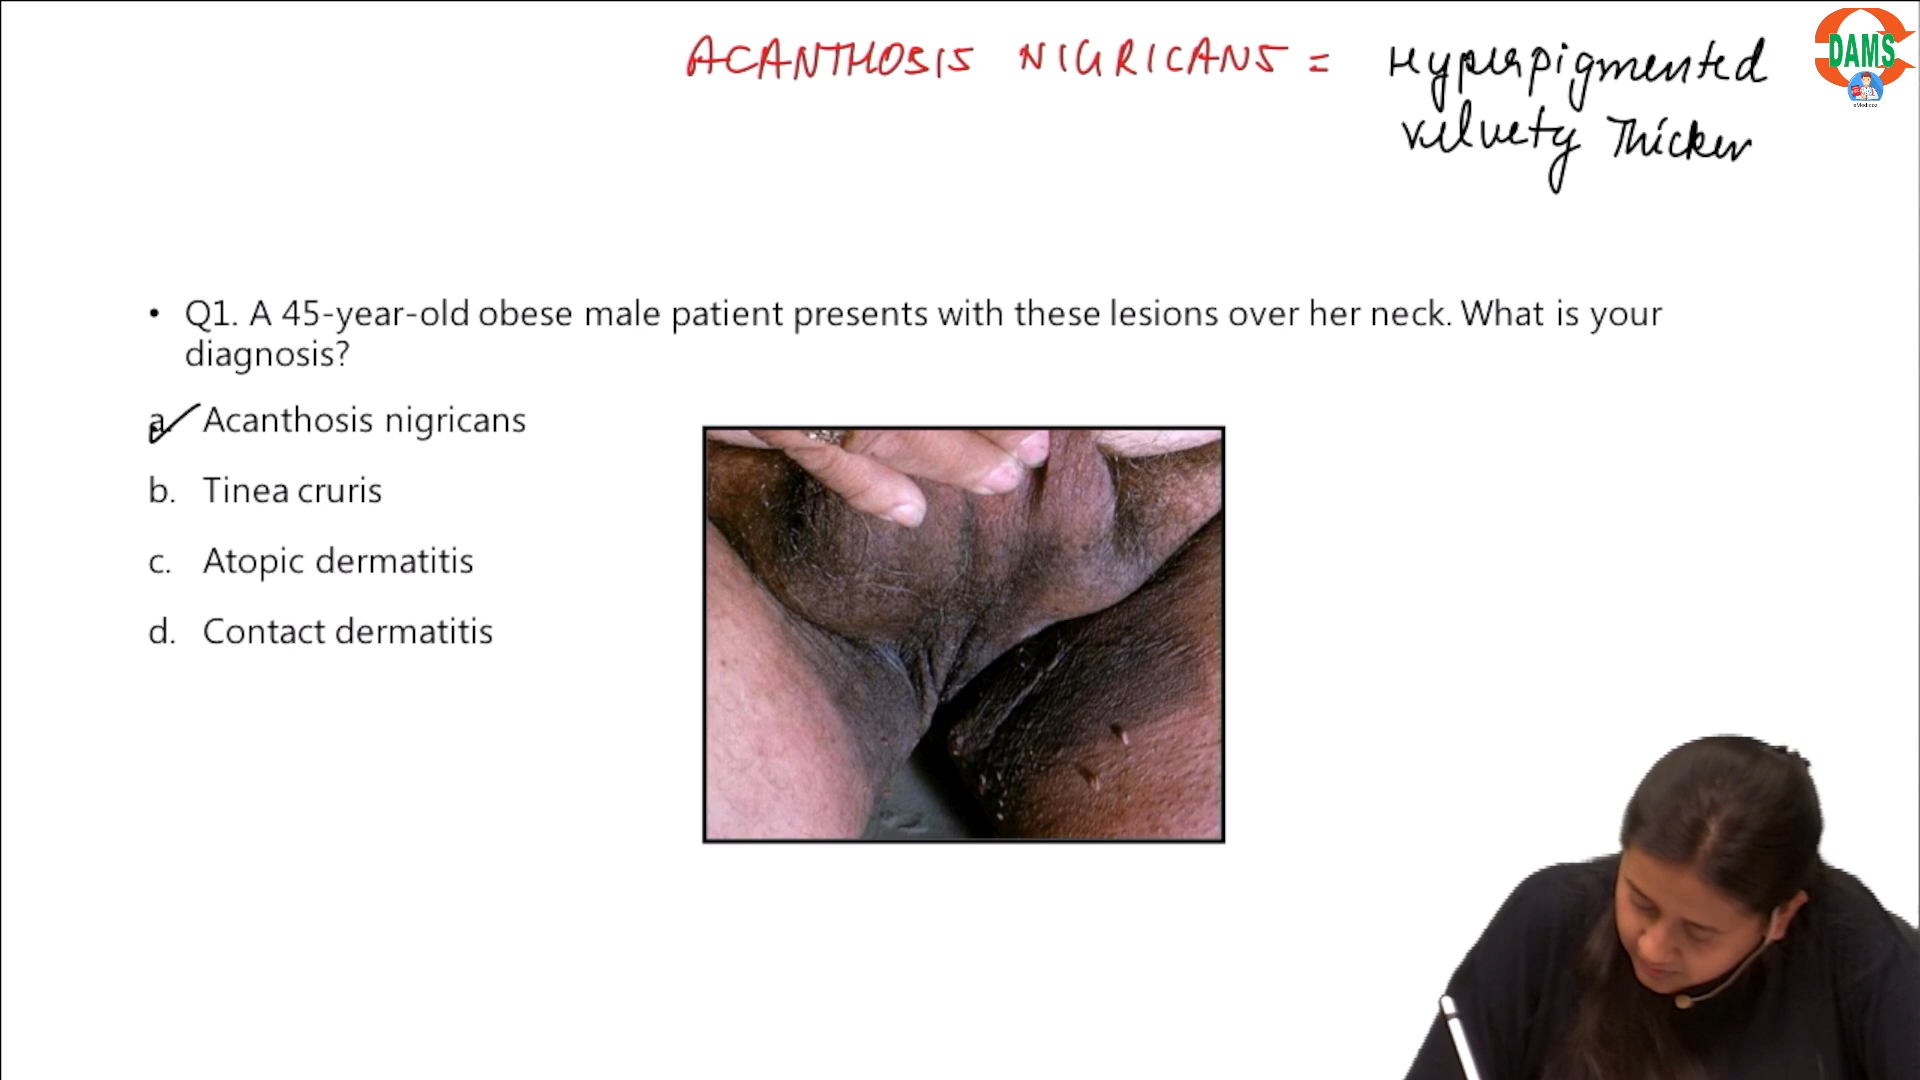 ACANTHOSIS NIGRICANS = Hyperpigmented
velvety Thicker
DAMS
eMedicoz
• Q1. A 45-year-old obese male patient presents with these lesions over her neck. What is your
diagnosis?
a. Acanthosis nigricans
b. Tinea cruris
c. Atopic dermatitis
d. Contact dermatitis